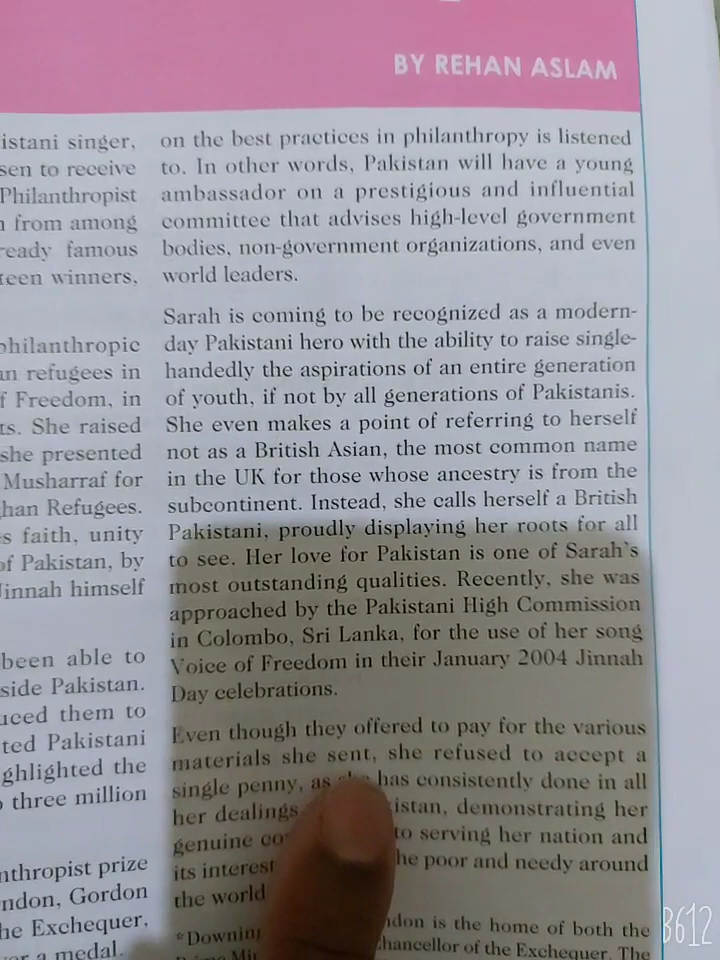 BY REHAN ASLAM
istani singer,
sen to receive
Philanthropist
from among
ready famous
teen winners,
philanthropic
an refugees in
f Freedom, in
ts. She raised
she presented
Musharraf for
ghan Refugees.
s faith, unity
of Pakistan, by
Jinnah himself
been able to
side Pakistan.
uced them to
ted Pakistani
ghlighted the
three million
nthropist prize
ndon, Gordon
he Exchequer,
or a medal.
on the best practices in philanthropy is listened
to. In other words, Pakistan will have a young
ambassador on a prestigious and influential
committee that advises high-level government
bodies, non-government organizations, and even
world leaders.
Sarah is coming to be recognized as a modern-
day Pakistani hero with the ability to raise single-
handedly the aspirations of an entire generation
of youth, if not by all generations of Pakistanis.
She even makes a point of referring to herself
not as a British Asian, the most common name
in the UK for those whose ancestry is from the
subcontinent. Instead, she calls herself a British
Pakistani, proudly displaying her roots for all
to see. Her love for Pakistan is one of Sarah's
most outstanding qualities. Recently, she was
approached by the Pakistani High Commission
in Colombo, Sri Lanka, for the use of her song
Voice of Freedom in their January 2004 Jinnah
Day celebrations.
Even though they offered to pay for the various
materials she sent, she refused to accept a
single penny, as she has consistently done in all
her dealings istan, demonstrating her
genuine to serving her nation and
its interest he poor and needy around
the world
*Downing ndon is the home of both the
hancellor of the Exchequer. The
3612